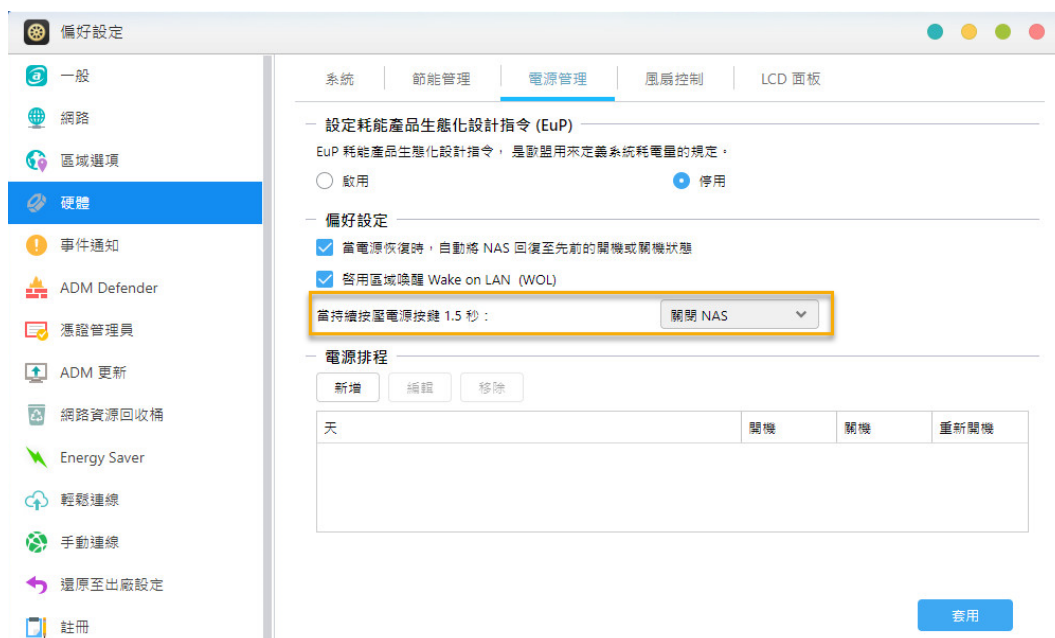 偏好設定
一般
網路
區域選項
硬體
事件通知
ADM Defender
憑證管理員
ADM 更新
網路資源回收桶
Energy Saver
輕鬆連線
手動連線
還原至出廠設定
註冊
系統 節能管理 電源管理 風扇控制 LCD 面板
設定耗能產品生態化設計指令 (EuP)
EuP 耗能產品生態化設計指令， 是歐盟用來定義系統耗電量的規定。
啟用 停用
偏好設定
當電源恢復時，自動將 NAS 回復至先前的開機或關機狀態
啓用區域喚醒 Wake on LAN (WOL)
當持續按壓電源按鍵 1.5 秒： 關閉 NAS
電源排程
新增 編輯 移除
天 開機 關機 重新開機
套用